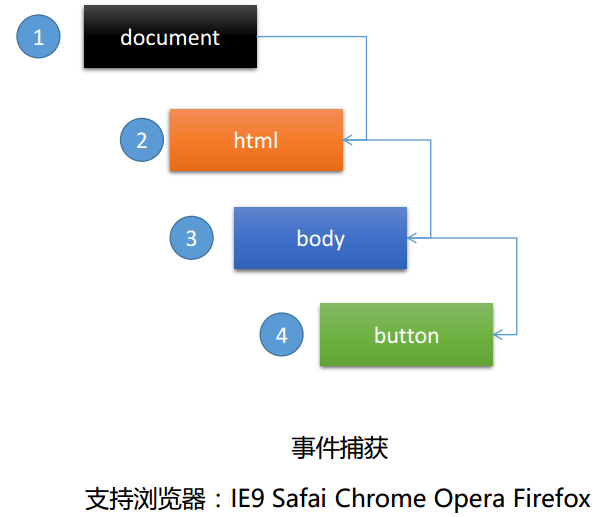 1
document
2
html
3
body
4
button
事件捕获
支持浏览器：IE9 Safai Chrome Opera Firefox